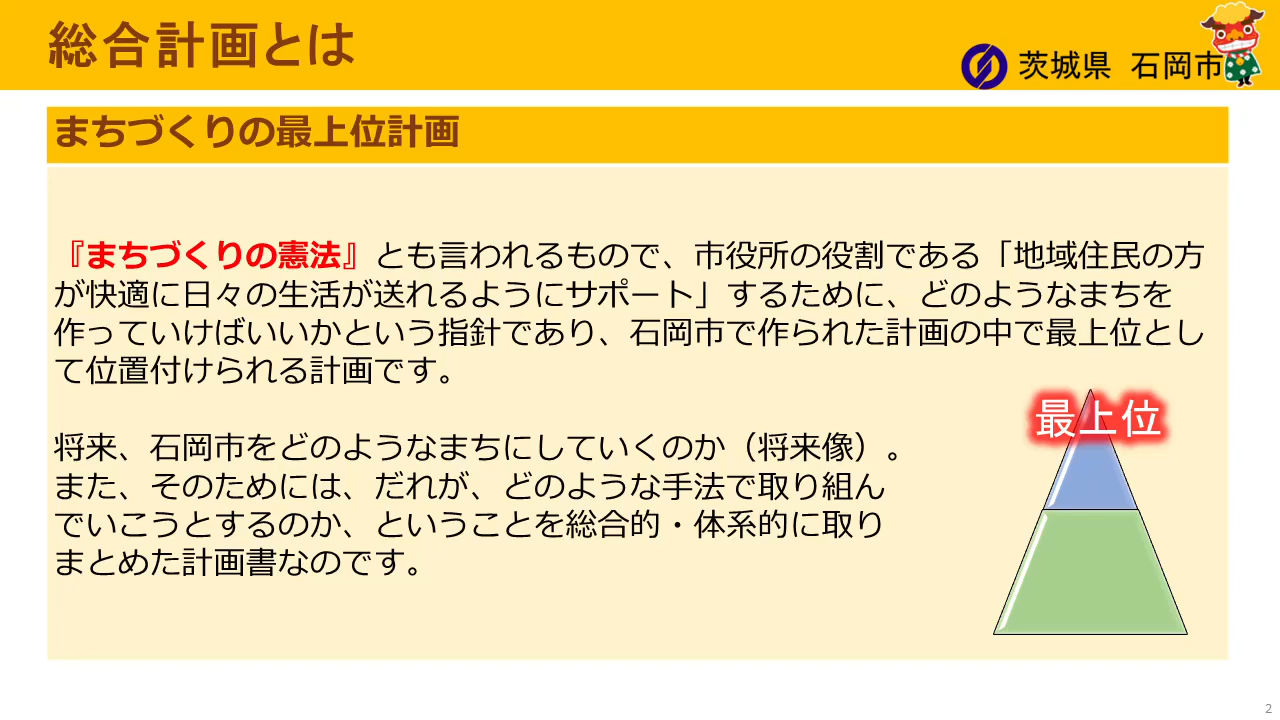 総合計画とは
茨城県 石岡市
まちづくりの最上位計画
『まちづくりの憲法』とも言われるもので、市役所の役割である「地域住民の方
が快適に日々の生活が送れるようにサポート」するために、どのようなまちを
作っていけばいいかという指針であり、石岡市で作られた計画の中で最上位とし
て位置付けられる計画です。
将来、石岡市をどのようなまちにしていくのか（将来像）。
また、そのためには、だれが、どのような手法で取り組ん
でいこうとするのか、ということを総合的・体系的に取り
まとめた計画書なのです。
最上位
2